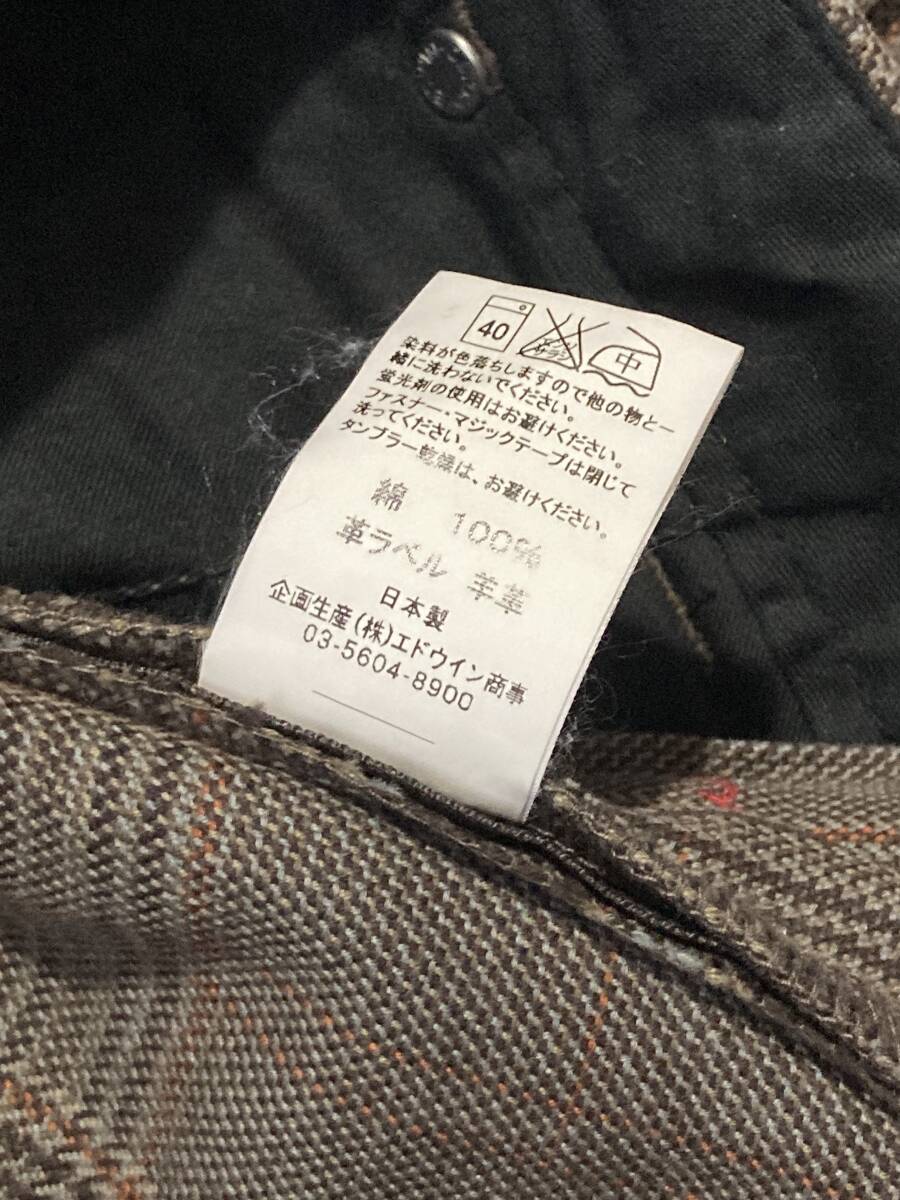 40 エンソサラシ 中
染料が色落ちしますので他の物と一
緒に洗わないでください。
蛍光剤の使用はお避けください。
ファスナー・マジックテープは閉じて
洗ってください。
タンブラー乾燥は、お避けください。
綿 100%
革ラベル 羊革
日本製
企画生産(株)エドウイン商事
03-5604-8900